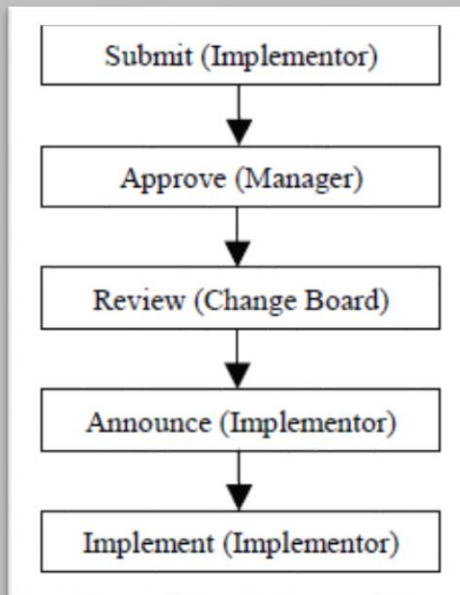 Submit (Implementor)
Approve (Manager)
Review (Change Board)
Announce (Implementor)
Implement (Implementor)